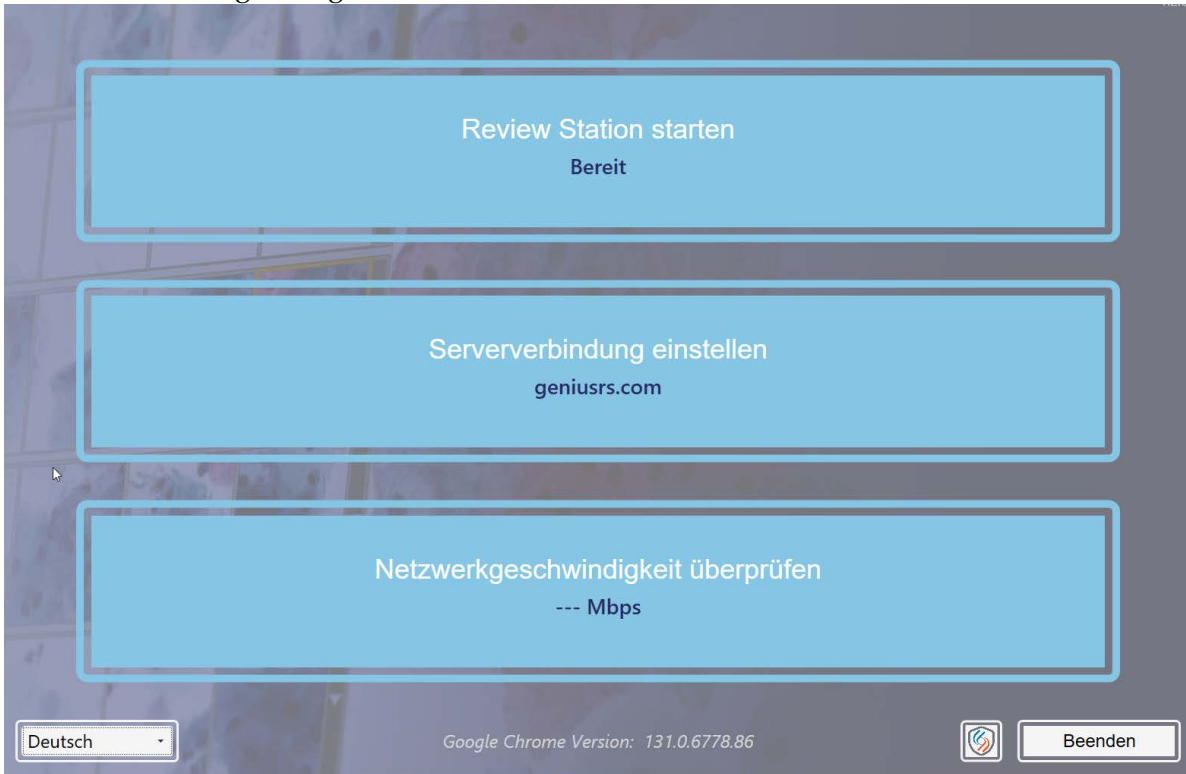 Review Station starten
Bereit
Serververbindung einstellen
geniusrs.com
Netzwerkgeschwindigkeit überprüfen
--- Mbps
Deutsch
Google Chrome Version: 131.0.6778.86
Beenden